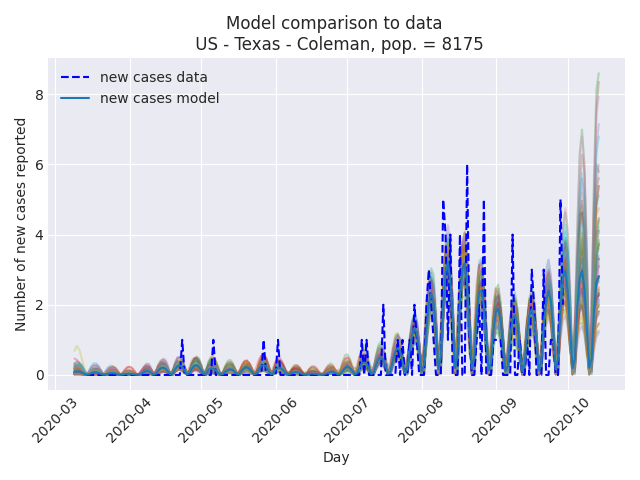 Model comparison to data
US - Texas - Coleman, pop. = 8175
new cases data
new cases model
Number of new cases reported
8
6
4
2
0
2020-03
2020-04
2020-05
2020-06
2020-07
2020-08
2020-09
2020-10
Day